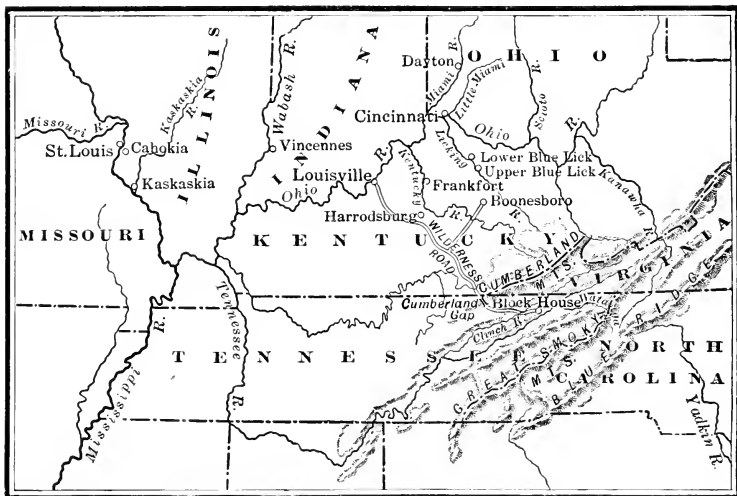 ILLINOIS
INDIANA
OHIO
Dayton
Miami R.
Little Miami
Scioto R.
Wabash R.
Kaskaskia R.
Missouri R.
Cincinnati
Ohio R.
St. Louis
Cahokia
Vincennes
Licking
Lower Blue Lick
Upper Blue Lick
Kanawha R.
Kaskaskia
Louisville
Ohio R.
Kentucky R.
Frankfort
Boonesboro
Harrodsburg
MISSOURI
KENTUCKY
WILDERNESS ROAD
CUMBERLAND MTS.
VIRGINIA
Tennessee R.
Cumberland Gap
Block House
Watauga
Clinch R.
TENNESSEE
GREAT SMOKY MTS.
BLUE RIDGE
NORTH CAROLINA
Mississippi R.
Yadkin R.